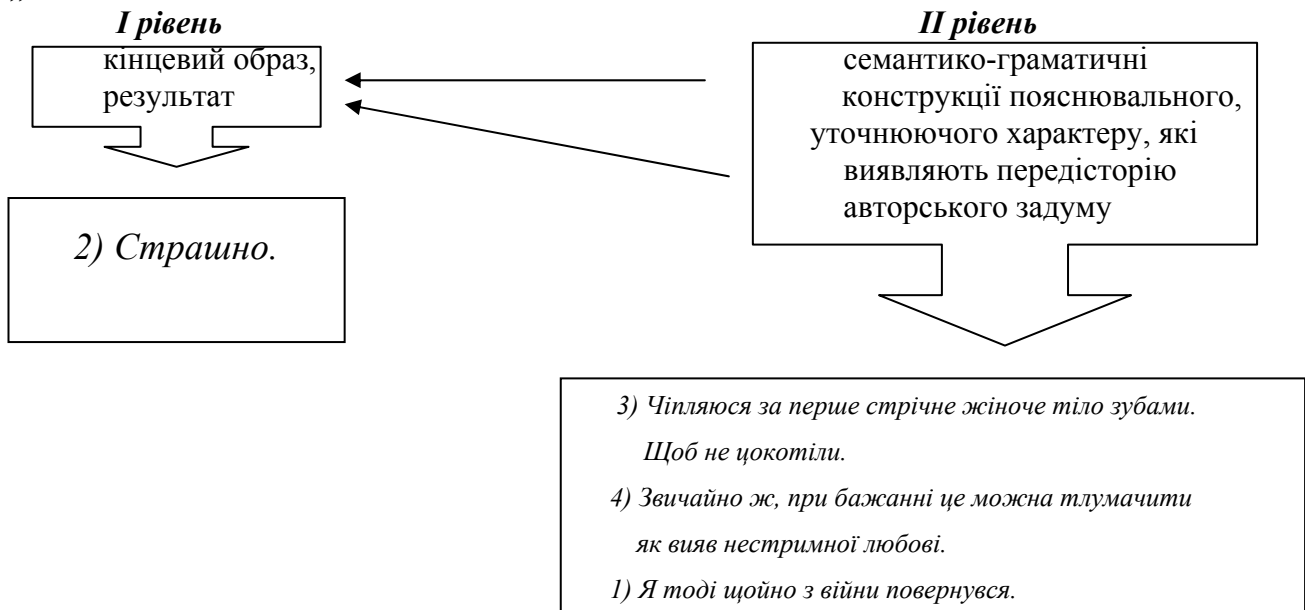 I рівень
кінцевий образ,
результат
2) Страшно.
II рівень
семантико-граматичні
конструкції пояснювального,
уточнюючого характеру, які
виявляють передісторію
авторського задуму
3) Чіпляюся за перше стрічне жіноче тіло зубами.
Щоб не цокотіли.
4) Звичайно ж, при бажанні це можна тлумачити
як вияв нестримної любові.
1) Я тоді щойно з війни повернувся.